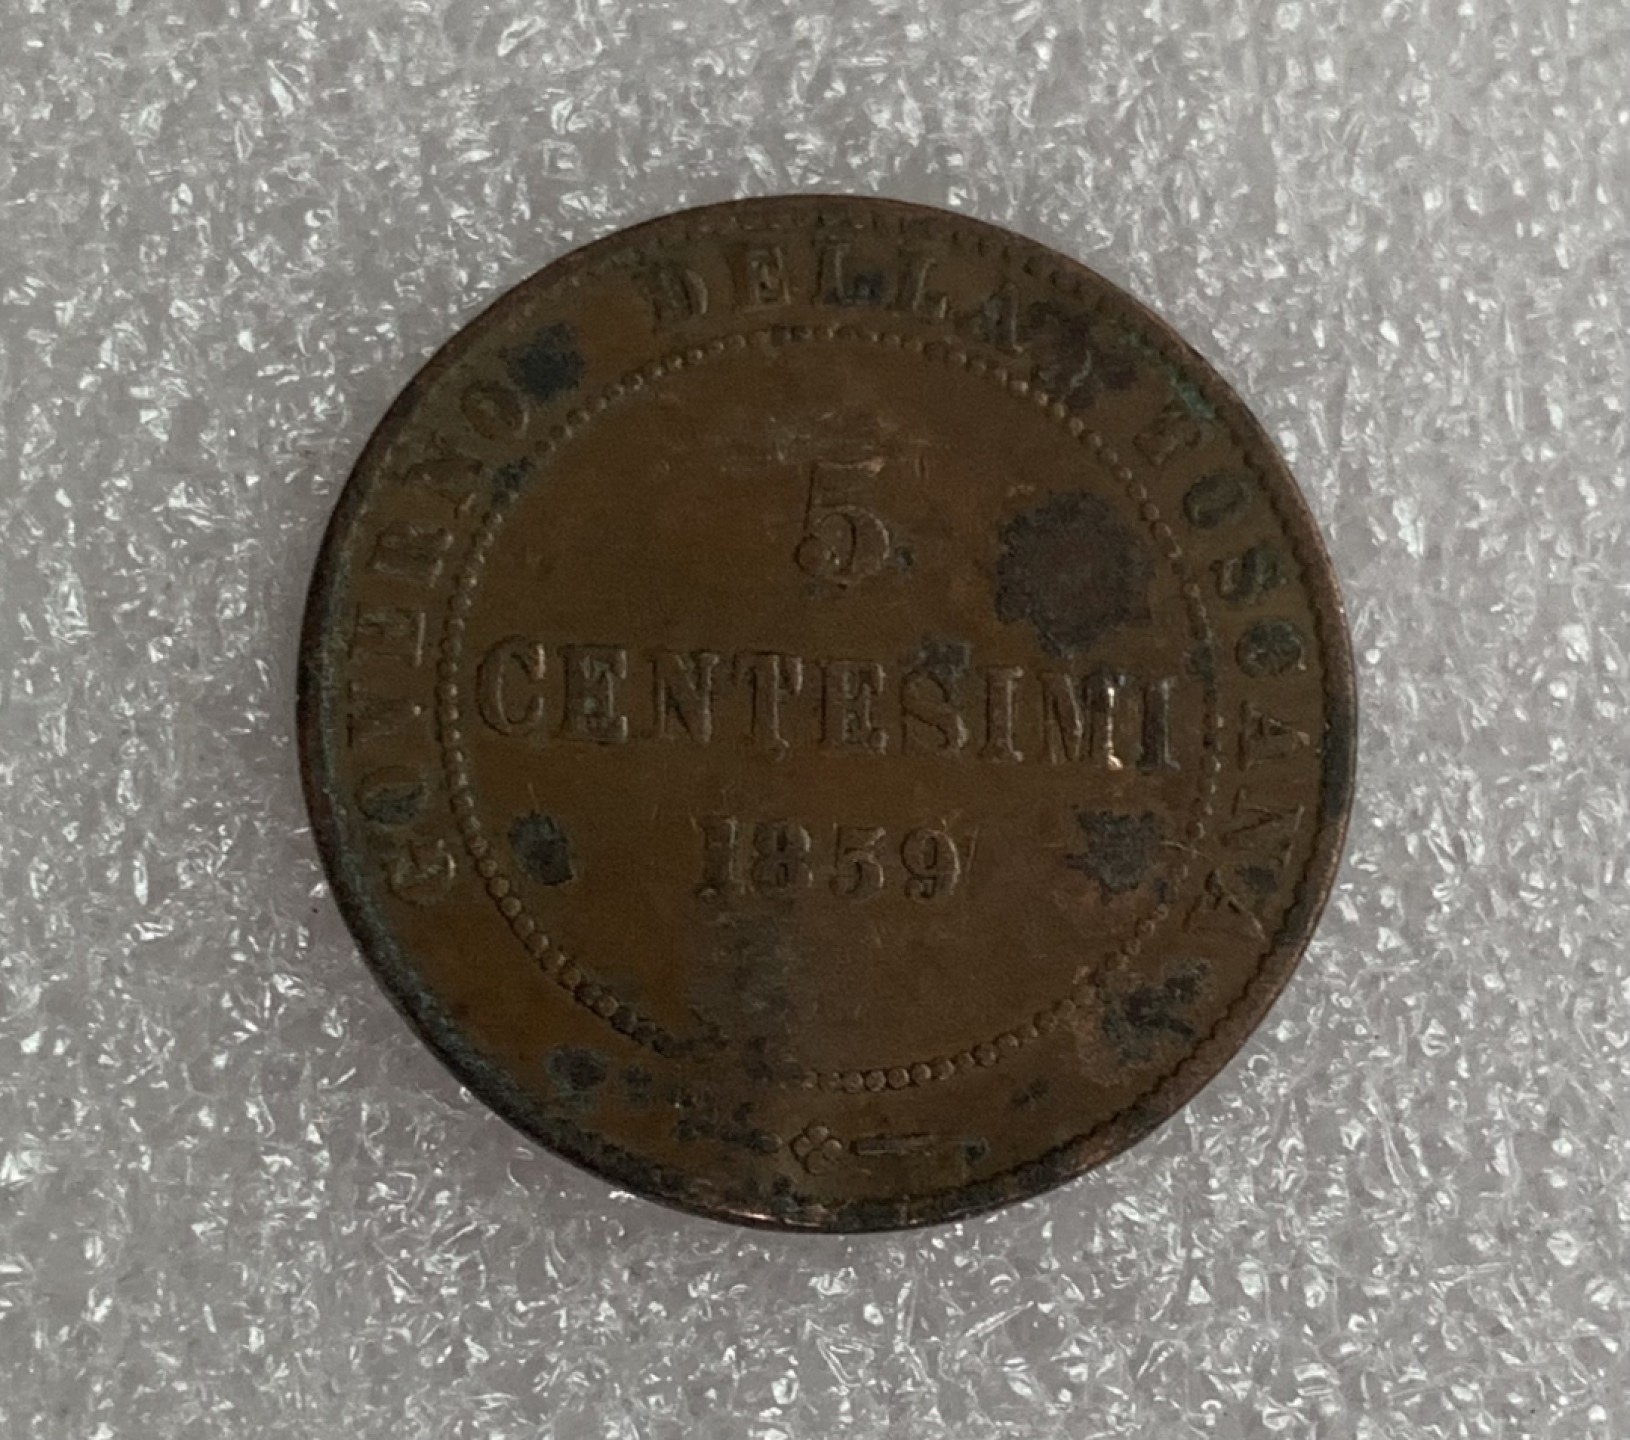 GOVERNO DELLA TOSCANA
5
CENTESIMI
1859